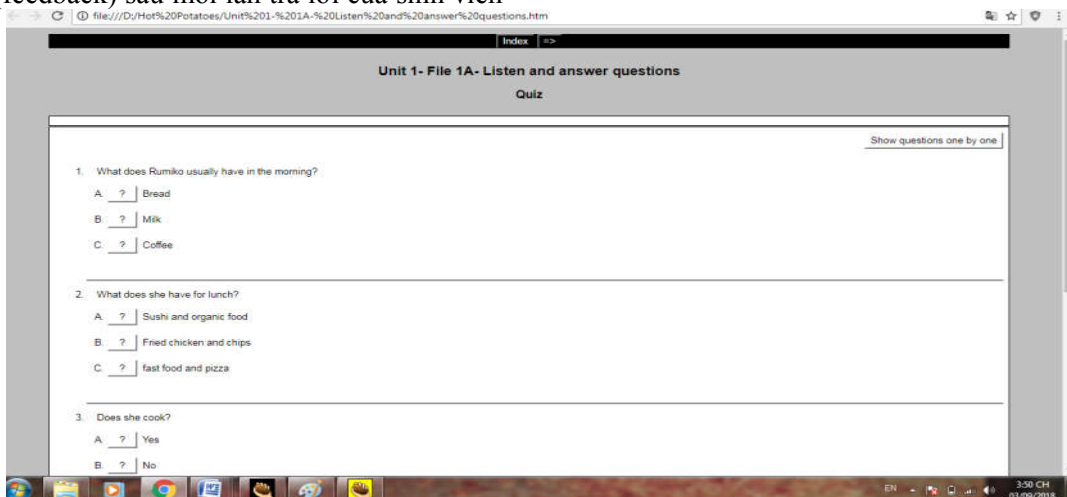 (feedback) sau mỗi lần trả lời của sinh viên
file:///D:/Hot%20Potatoes/Unit%201-%201A-%20Listen%20and%20answer%20questions.htm
Index =>
Unit 1- File 1A- Listen and answer questions
Quiz
Show questions one by one
1. What does Rumiko usually have in the morning?
A. ? Bread
B. ? Milk
C. ? Coffee
2. What does she have for lunch?
A. ? Sushi and organic food
B. ? Fried chicken and chips
C. ? fast food and pizza
3. Does she cook?
A. ? Yes
B. ? No
EN 3:50 CH
03/09/2018